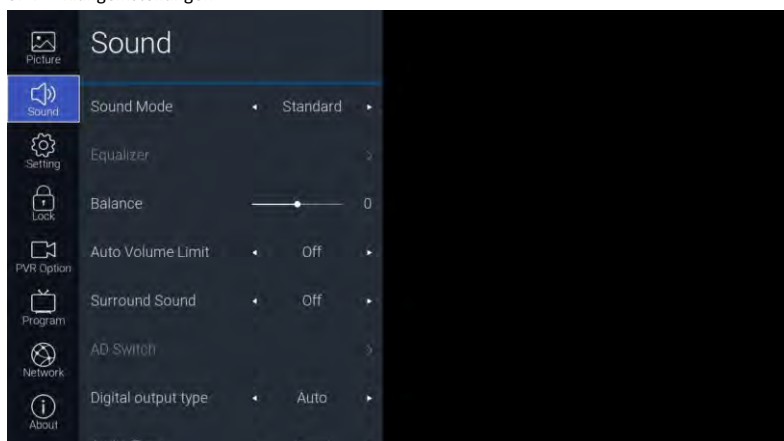 Picture
Sound
Sound
Sound Mode Standard
Setting
Equalizer
Lock
Balance 0
PVR Option
Auto Volume Limit Off
Program
Surround Sound Off
Network
AD Switch
About
Digital output type Auto